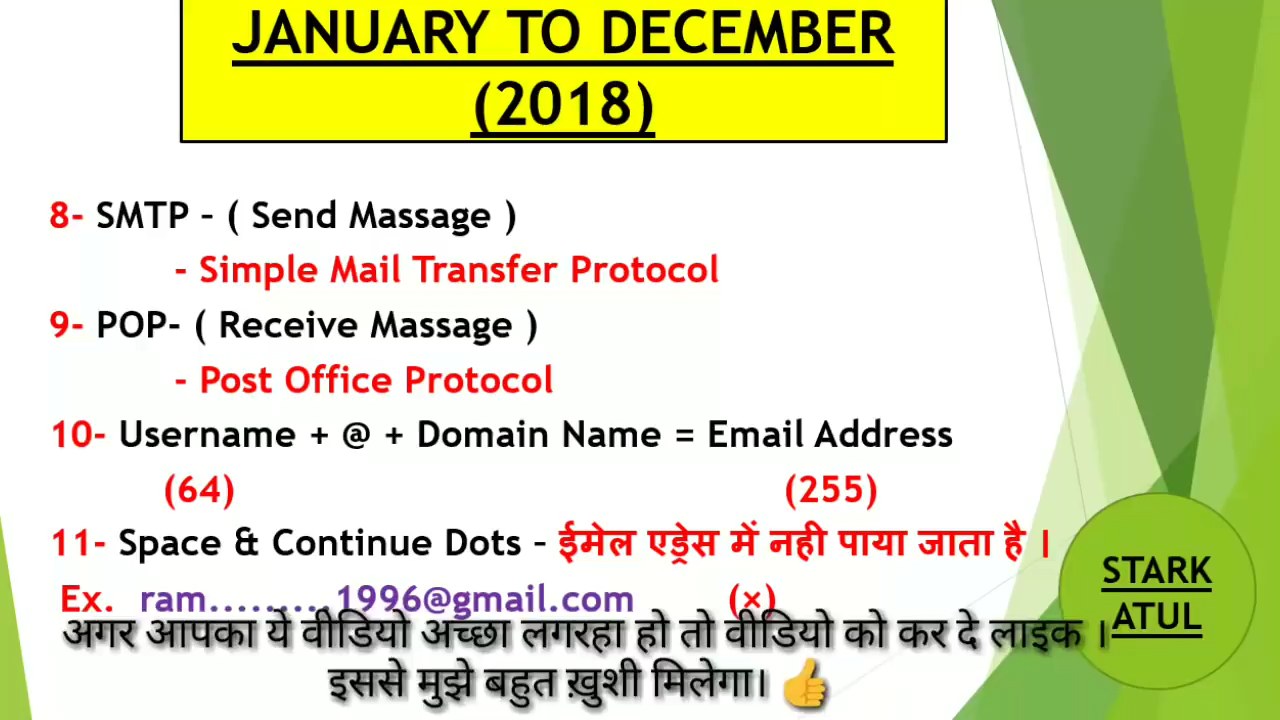 JANUARY TO DECEMBER
(2018)
8- SMTP – ( Send Massage )
- Simple Mail Transfer Protocol
9- POP- ( Receive Massage )
- Post Office Protocol
10- Username + @ + Domain Name = Email Address
(64) (255)
11- Space & Continue Dots – ईमेल एड्रेस में नही पाया जाता है ।
Ex. ram.........1996@gmail.com (×)
STARK
ATUL
अगर आपका ये वीडियो अच्छा लगरहा हो तो वीडियो को कर दे लाइक ।
इससे मुझे बहुत ख़ुशी मिलेगा। 👍